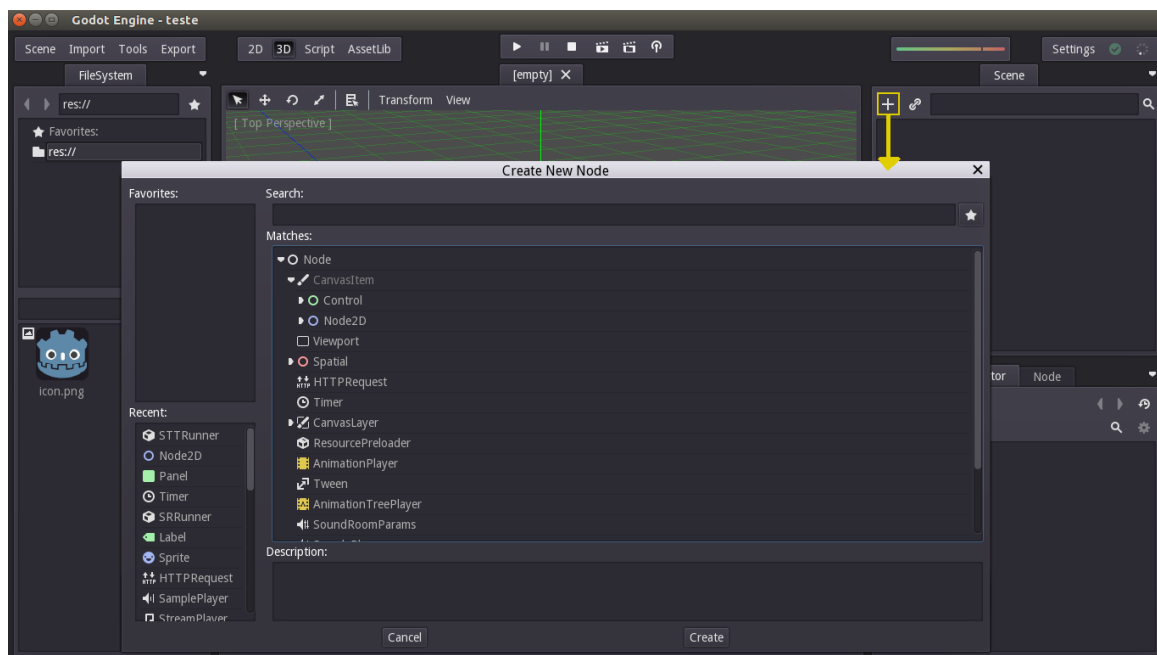 Godot Engine - teste
Scene Import Tools Export 2D 3D Script AssetLib Settings
FileSystem [empty] Scene
res:// Transform View
Favorites: [ Top Perspective ]
res://
Create New Node
Favorites: Search:
Matches:
Node
CanvasItem
Control
Node2D
Viewport
Spatial
HTTPRequest
Timer
CanvasLayer
ResourcePreloader
AnimationPlayer
Tween
AnimationTreePlayer
SoundRoomParams
icon.png
Recent:
STTRunner
Node2D
Panel
Timer
SRRunner
Label
Sprite
HTTPRequest
SamplePlayer
StreamPlayer
Description:
Cancel Create
tor Node